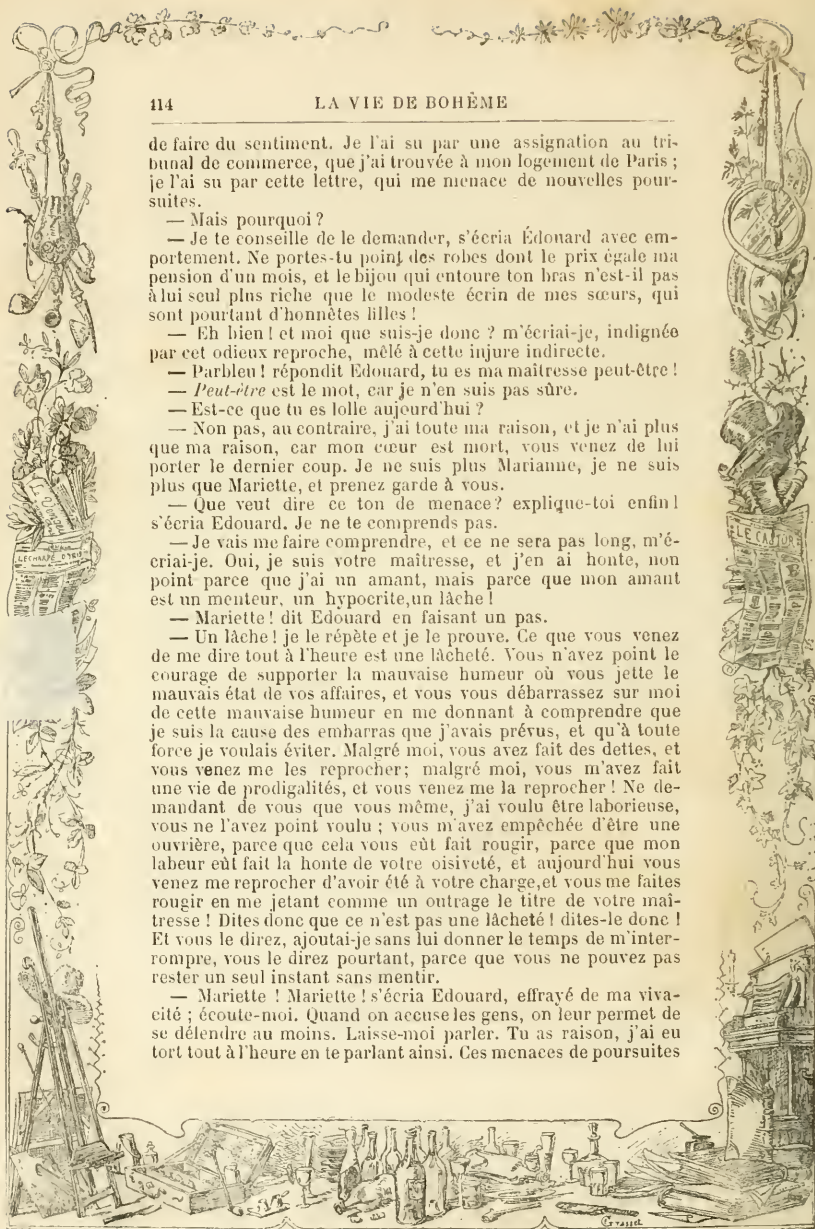 114 LA VIE DE BOHÊME
de faire du sentiment. Je l'ai su par une assignation au tri-
bunal de commerce, que j'ai trouvée à mon logement de Paris ;
je l'ai su par cette lettre, qui me menace de nouvelles pour-
suites.
— Mais pourquoi ?
— Je te conseille de le demander, s'écria Édouard avec em-
portement. Ne portes-tu point des robes dont le prix égale ma
pension d'un mois, et le bijou qui entoure ton bras n'est-il pas
à lui seul plus riche que le modeste écrin de mes sœurs, qui
sont pourtant d'honnêtes filles !
— Eh bien ! et moi que suis-je donc ? m'écriai-je, indignée
par cet odieux reproche, mêlé à cette injure indirecte.
— Parbleu ! répondit Edouard, tu es ma maîtresse peut-être !
— Peut-être est le mot, car je n'en suis pas sûre.
— Est-ce que tu es folle aujourd'hui ?
— Non pas, au contraire, j'ai toute ma raison, et je n'ai plus
que ma raison, car mon cœur est mort, vous venez de lui
porter le dernier coup. Je ne suis plus Marianne, je ne suis
plus que Mariette, et prenez garde à vous.
— Que veut dire ce ton de menace ? explique-toi enfin !
s'écria Edouard. Je ne te comprends pas.
— Je vais me faire comprendre, et ce ne sera pas long, m'é-
criai-je. Oui, je suis votre maîtresse, et j'en ai honte, non
point parce que j'ai un amant, mais parce que mon amant
est un menteur, un hypocrite,un lâche !
— Mariette ! dit Edouard en faisant un pas.
— Un lâche ! je le répète et je le prouve. Ce que vous venez
de me dire tout à l'heure est une lâcheté. Vous n'avez point le
courage de supporter la mauvaise humeur où vous jette le
mauvais état de vos affaires, et vous vous débarrassez sur moi
de cette mauvaise humeur en me donnant à comprendre que
je suis la cause des embarras que j'avais prévus, et qu'à toute
force je voulais éviter. Malgré moi, vous avez fait des dettes, et
vous venez me les reprocher; malgré moi, vous m'avez fait
une vie de prodigalités, et vous venez me la reprocher ! Ne de-
mandant de vous que vous même, j'ai voulu être laborieuse,
vous ne l'avez point voulu ; vous m'avez empêchée d'être une
ouvrière, parce que cela vous eût fait rougir, parce que mon
labeur eût fait la honte de votre oisiveté, et aujourd'hui vous
venez me reprocher d'avoir été à votre charge,et vous me faites
rougir en me jetant comme un outrage le titre de votre maî-
tresse ! Dites donc que ce n'est pas une lâcheté ! dites-le donc !
Et vous le direz, ajoutai-je sans lui donner le temps de m'inter-
rompre, vous le direz pourtant, parce que vous ne pouvez pas
rester un seul instant sans mentir.
— Mariette ! Mariette ! s'écria Edouard, effrayé de ma viva-
cité ; écoute-moi. Quand on accuse les gens, on leur permet de
se défendre au moins. Laisse-moi parler. Tu as raison, j'ai eu
tort tout à l'heure en te parlant ainsi. Ces menaces de poursuites
LE CASTOR
Grasset